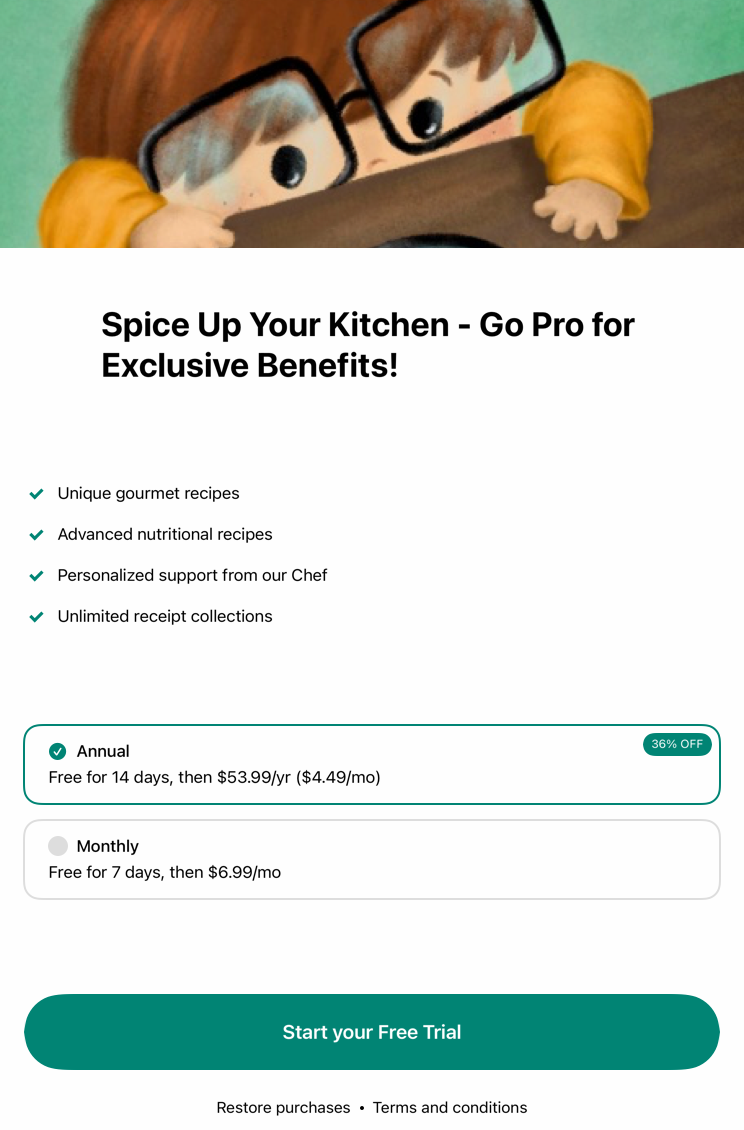 Spice Up Your Kitchen - Go Pro for
Exclusive Benefits!
Unique gourmet recipes
Advanced nutritional recipes
Personalized support from our Chef
Unlimited receipt collections
Annual
36% OFF
Free for 14 days, then $53.99/yr ($4.49/mo)
Monthly
Free for 7 days, then $6.99/mo
Start your Free Trial
Restore purchases • Terms and conditions